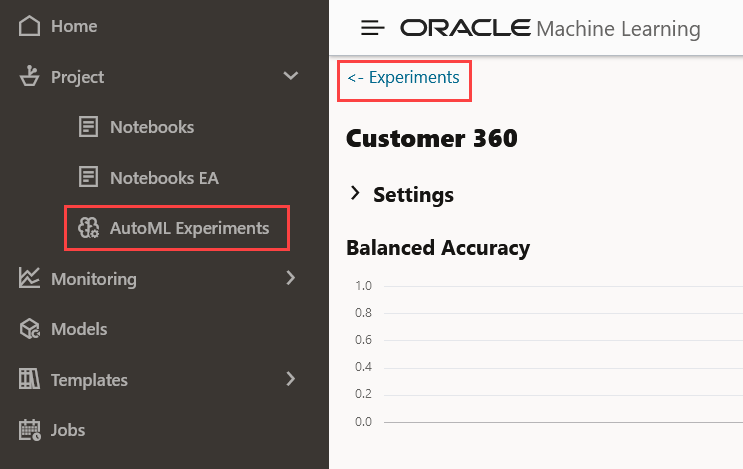 Home
Project
Notebooks
Notebooks EA
AutoML Experiments
Monitoring
Models
Templates
Jobs
ORACLE Machine Learning
<- Experiments
Customer 360
Settings
Balanced Accuracy
1.0
0.8
0.6
0.4
0.2
0.0